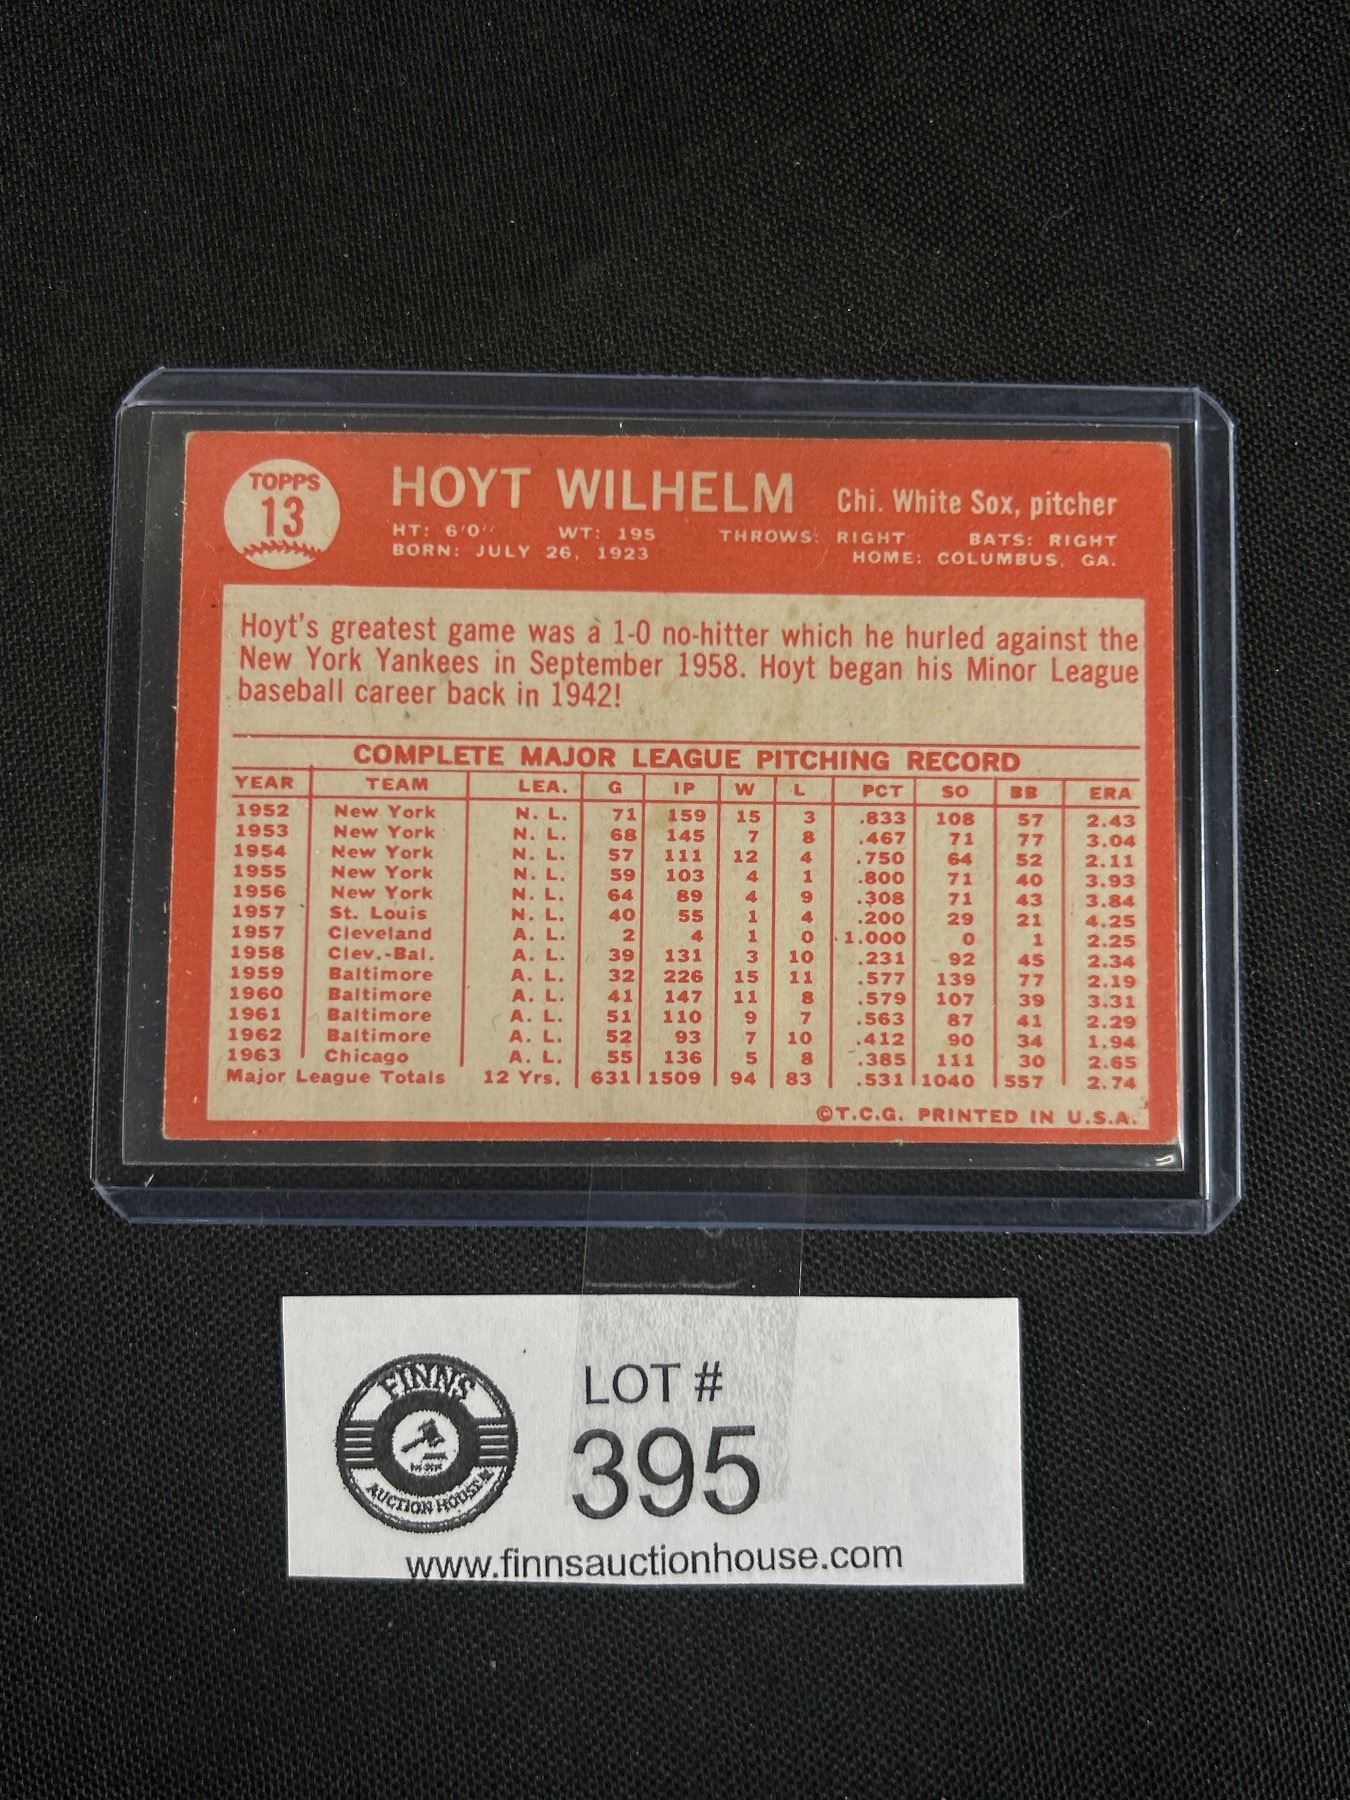 TOPPS
13
HOYT WILHELM Chi. White Sox, pitcher
HT: 6'0" WT: 195 THROWS: RIGHT BATS: RIGHT
BORN: JULY 26, 1923 HOME: COLUMBUS, GA.
Hoyt's greatest game was a 1-0 no-hitter which he hurled against the
New York Yankees in September 1958. Hoyt began his Minor League
baseball career back in 1942!
COMPLETE MAJOR LEAGUE PITCHING RECORD
YEAR TEAM LEA. G IP W L PCT SO BB ERA
1952 New York N. L. 71 159 15 3 .833 108 57 2.43
1953 New York N. L. 68 145 7 8 .467 71 77 3.04
1954 New York N. L. 57 111 12 4 .750 64 52 2.11
1955 New York N. L. 59 103 4 1 .800 71 40 3.93
1956 New York N. L. 64 89 4 9 .308 71 43 3.84
1957 St. Louis N. L. 40 55 1 4 .200 29 21 4.25
1957 Cleveland A. L. 2 4 1 0 1.000 0 1 2.25
1958 Clev.-Bal. A. L. 39 131 3 10 .231 92 45 2.34
1959 Baltimore A. L. 32 226 15 11 .577 139 77 2.19
1960 Baltimore A. L. 41 147 11 8 .579 107 39 3.31
1961 Baltimore A. L. 51 110 9 7 .563 87 41 2.29
1962 Baltimore A. L. 52 93 7 10 .412 90 34 1.94
1963 Chicago A. L. 55 136 5 8 .385 111 30 2.65
Major League Totals 12 Yrs. 631 1509 94 83 .531 1040 557 2.74
©T.C.G. PRINTED IN U.S.A.
FINNS
AUCTION HOUSE
LOT #
395
www.finnsauctionhouse.com